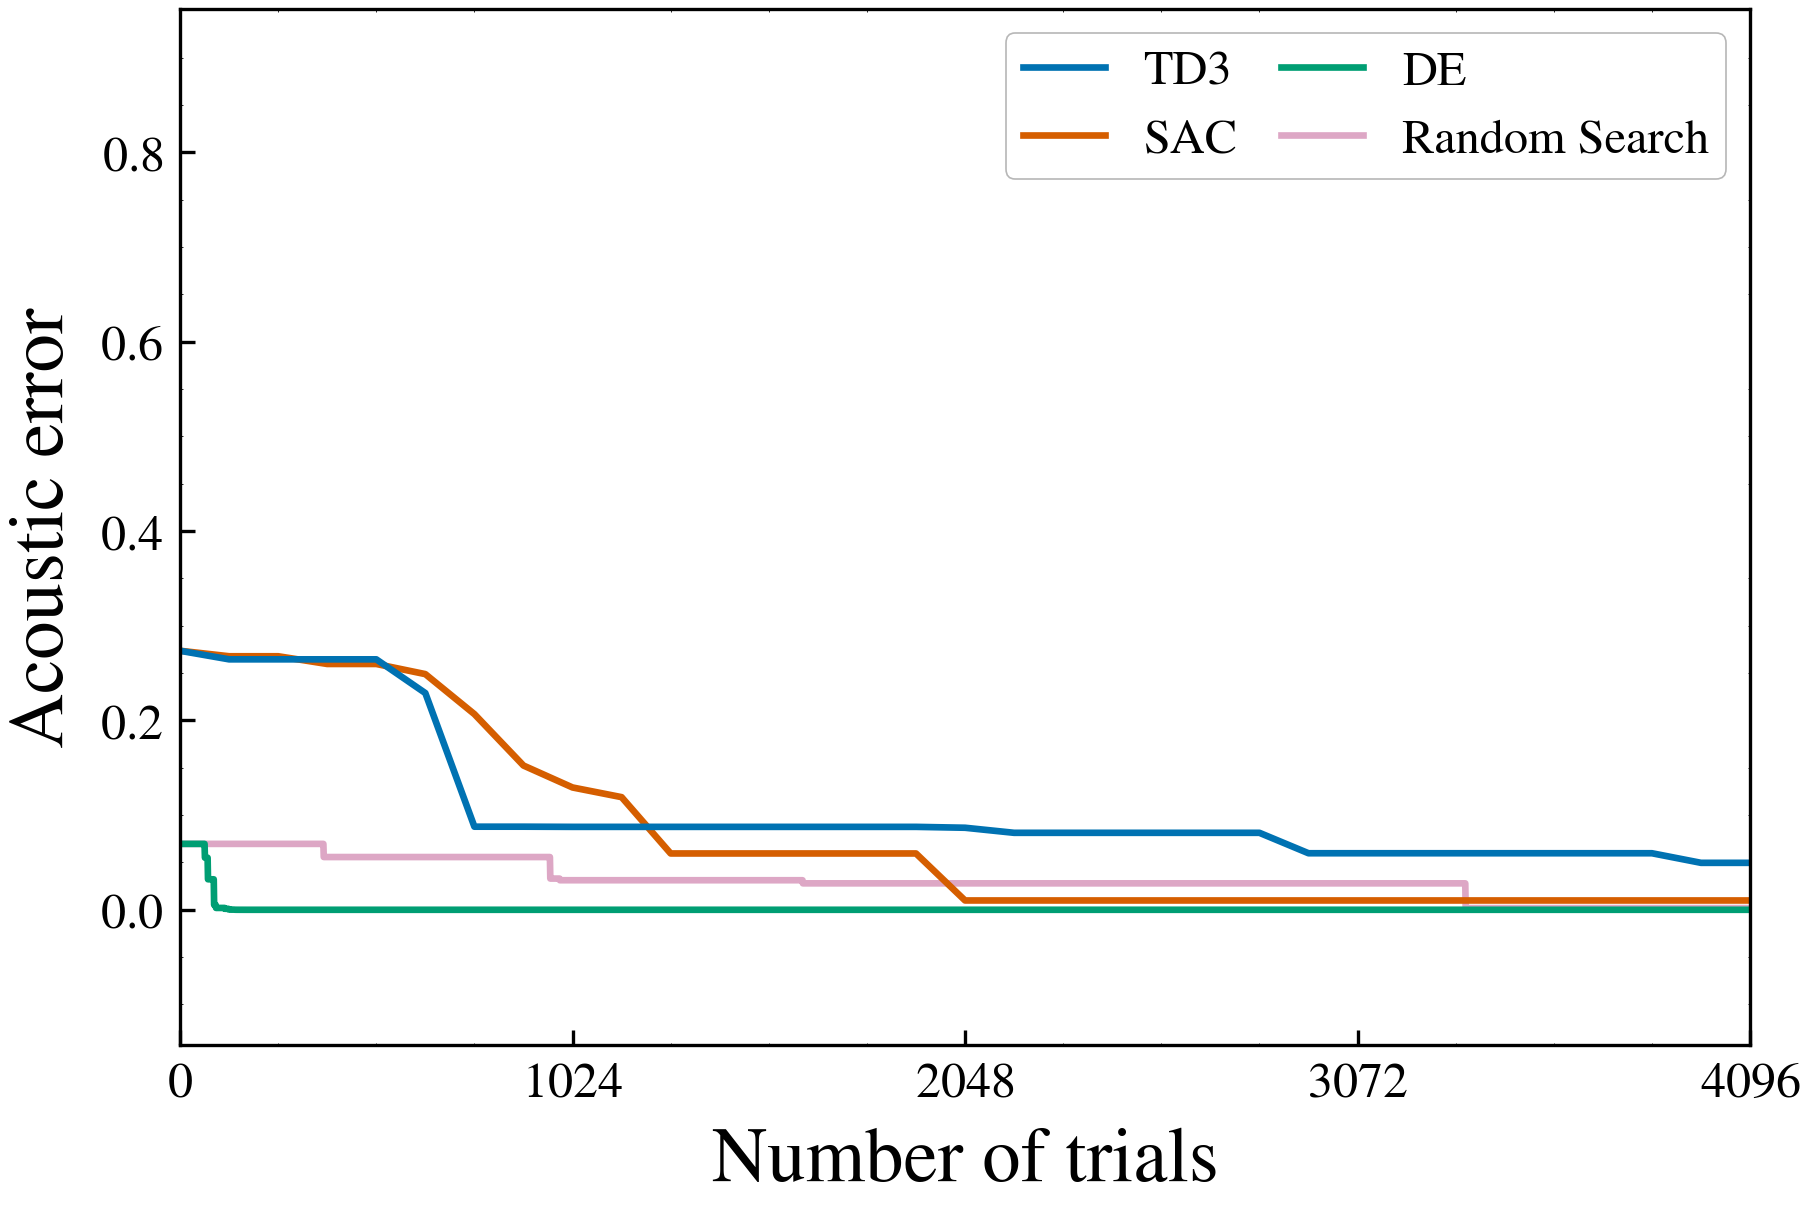 TD3
DE
SAC
Random Search
0.8
0.6
0.4
0.2
0.0
Acoustic error
0
1024
2048
3072
4096
Number of trials